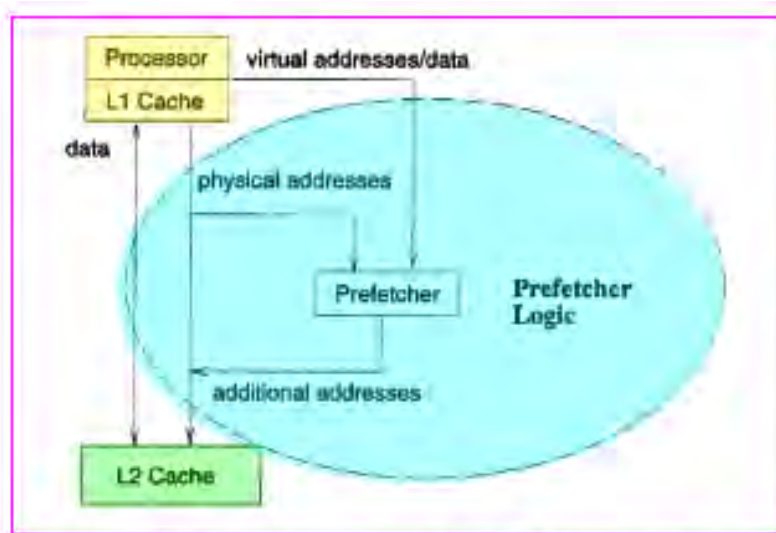 Processor
virtual addresses/data
L1 Cache
data
physical addresses
Prefetcher
Prefetcher
Logic
additional addresses
L2 Cache